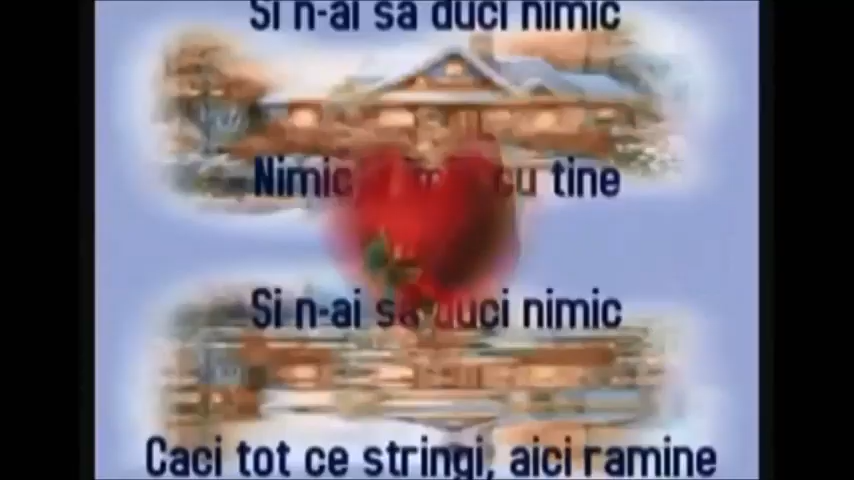 Si n-ai sa duci nimic
Nimic cu tine
Si n-ai sa duci nimic
Caci tot ce stringi, aici ramine